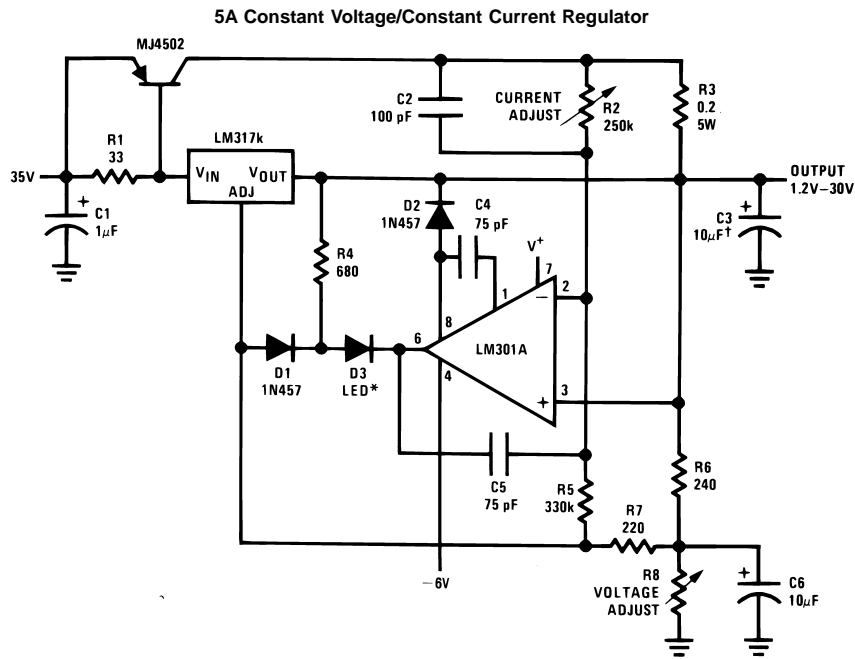 5A Constant Voltage/Constant Current Regulator
MJ4502
C2
100 pF
CURRENT
ADJUST
R2
250k
R3
0.2
5W
R1
33
LM317k
35V
VIN
VOUT
ADJ
OUTPUT
1.2V–30V
C1
1μF
+
D2
1N457
C4
75 pF
+
C3
10μF†
R4
680
V+
7
1
2
−
8
6
LM301A
4
3
+
D1
1N457
D3
LED*
C5
75 pF
R5
330k
R6
240
R7
220
−6V
R8
VOLTAGE
ADJUST
+
C6
10μF